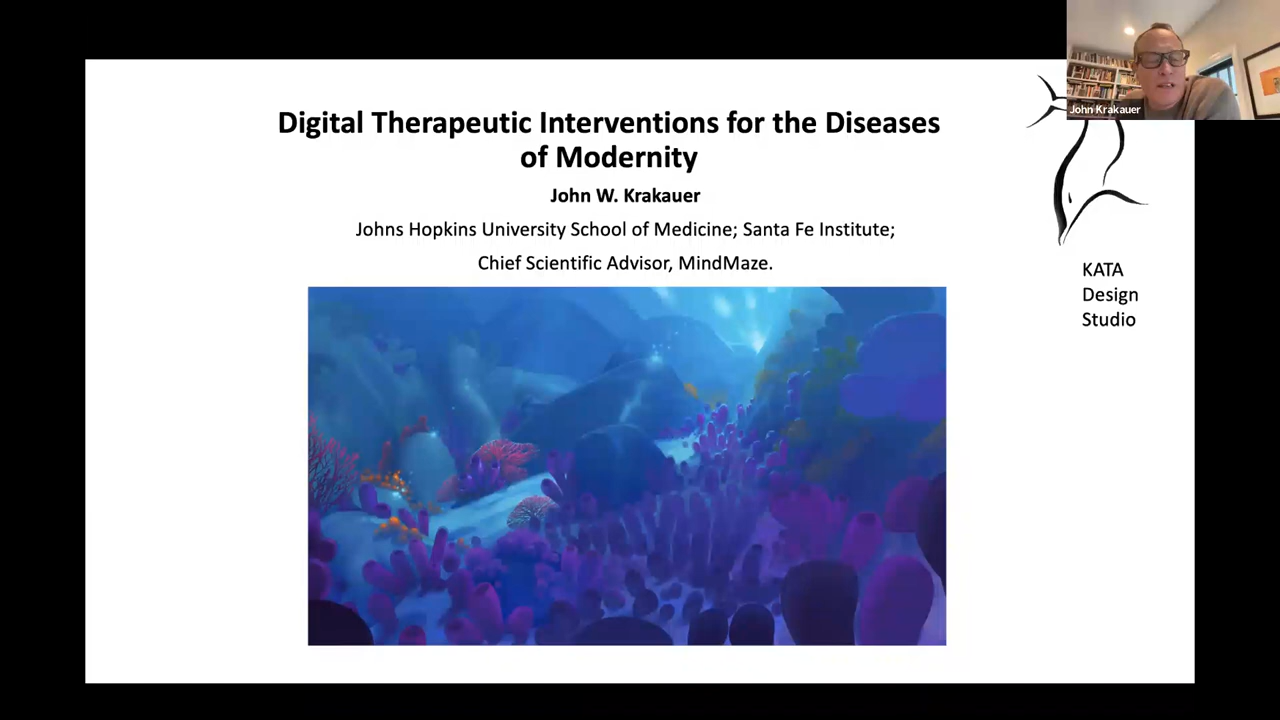 Digital Therapeutic Interventions for the Diseases
of Modernity
John W. Krakauer
Johns Hopkins University School of Medicine; Santa Fe Institute;
Chief Scientific Advisor, MindMaze.
John Krakauer
KATA
Design
Studio